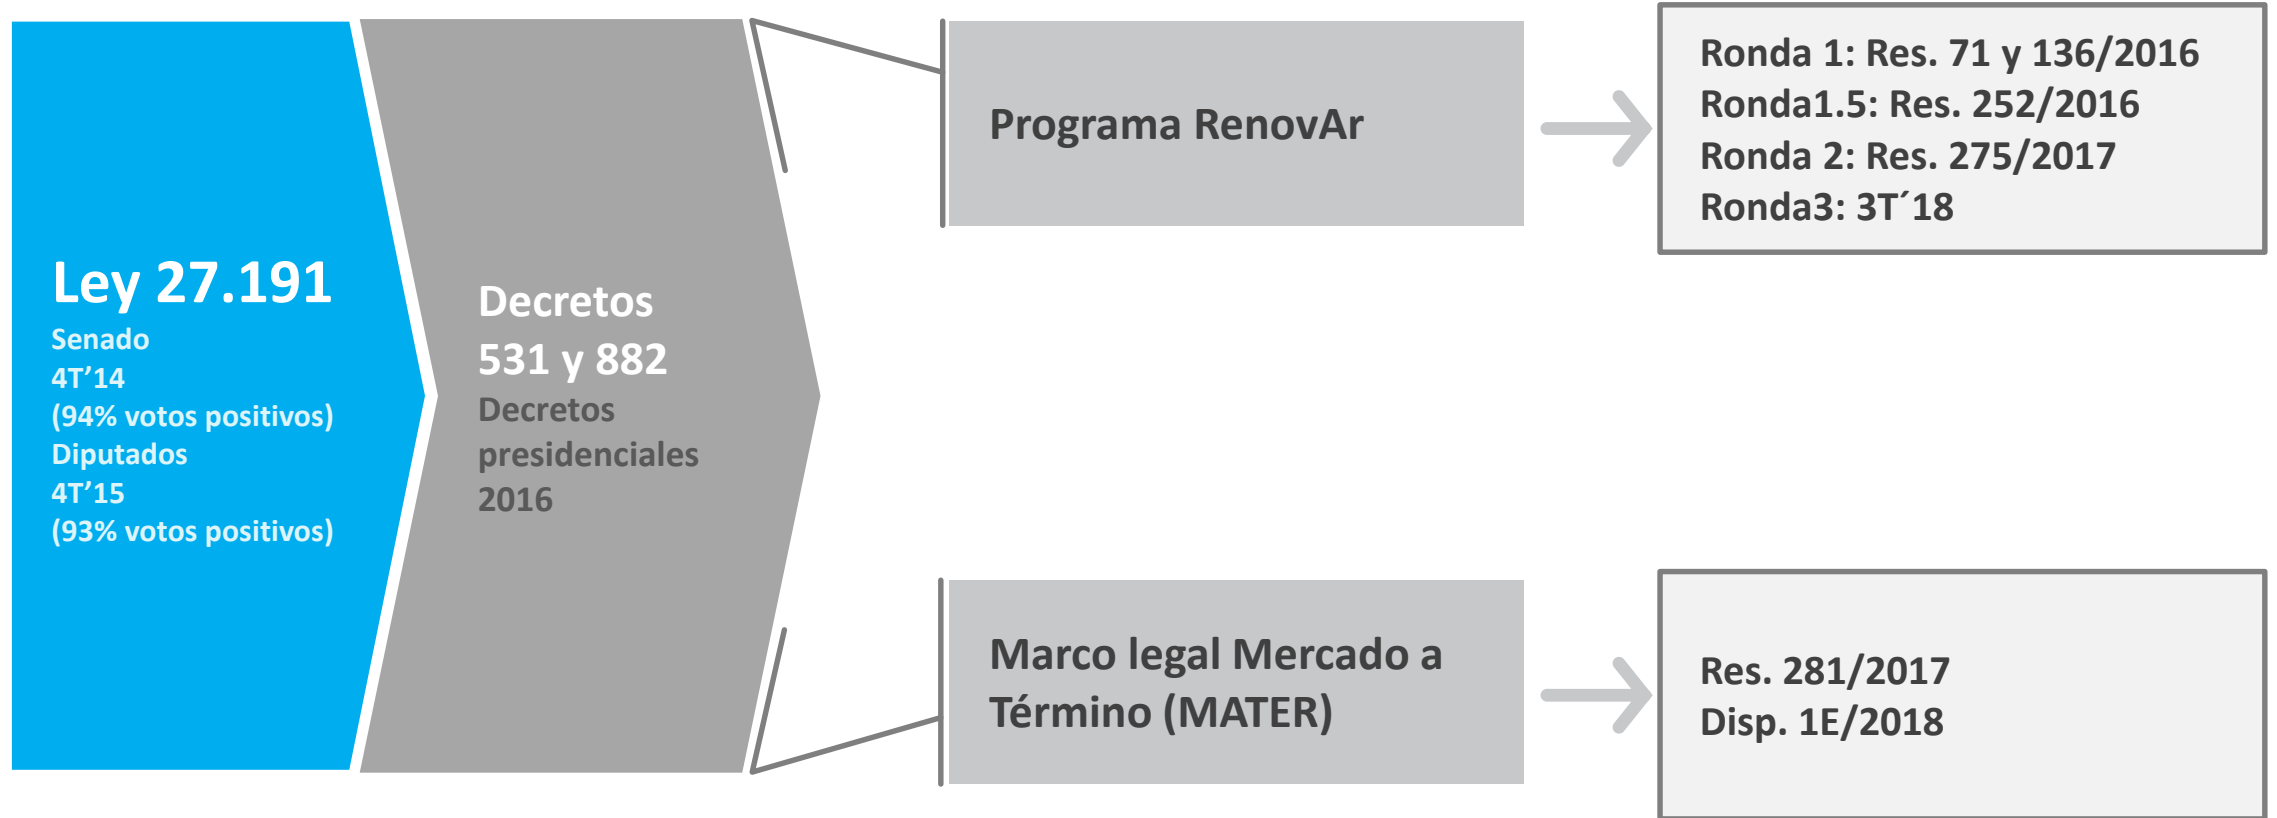 Ley 27.191
Senado
4T’14
(94% votos positivos)
Diputados
4T’15
(93% votos positivos)
Decretos
531 y 882
Decretos
presidenciales
2016
Programa RenovAr
Ronda 1: Res. 71 y 136/2016
Ronda1.5: Res. 252/2016
Ronda 2: Res. 275/2017
Ronda3: 3T´18
Marco legal Mercado a
Término (MATER)
Res. 281/2017
Disp. 1E/2018